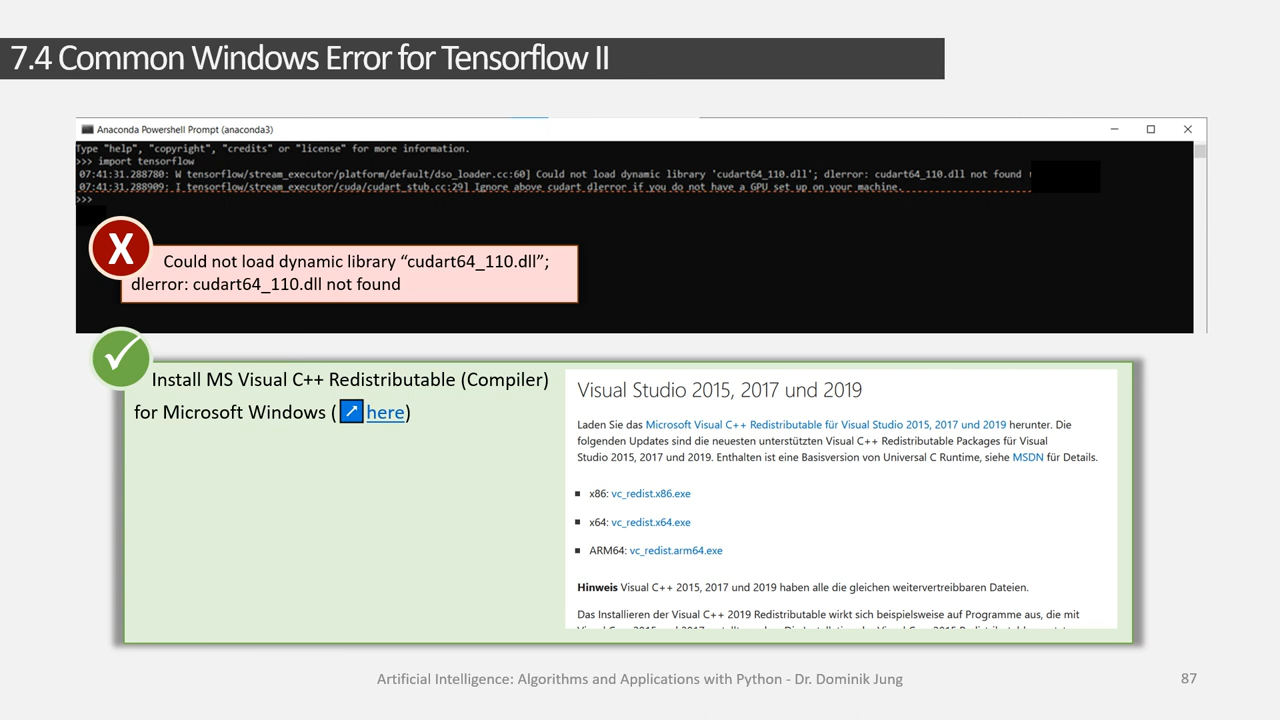 7.4 Common Windows Error for Tensorflow II
Anaconda Powershell Prompt (anaconda3)
Type "help", "copyright", "credits" or "license" for more information.
>>> import tensorflow
07:41:31.288780: W tensorflow/stream_executor/platform/default/dso_loader.cc:60] Could not load dynamic library 'cudart64_110.dll'; dlerror: cudart64_110.dll not found
07:41:31.288909: I tensorflow/stream_executor/cuda/cudart_stub.cc:29] Ignore above cudart dlerror if you do not have a GPU set up on your machine.
>>>
X
Could not load dynamic library “cudart64_110.dll”;
dlerror: cudart64_110.dll not found
Install MS Visual C++ Redistributable (Compiler)
for Microsoft Windows (here)
Visual Studio 2015, 2017 und 2019
Laden Sie das Microsoft Visual C++ Redistributable für Visual Studio 2015, 2017 und 2019 herunter. Die
folgenden Updates sind die neuesten unterstützten Visual C++ Redistributable Packages für Visual
Studio 2015, 2017 und 2019. Enthalten ist eine Basisversion von Universal C Runtime, siehe MSDN für Details.
x86: vc_redist.x86.exe
x64: vc_redist.x64.exe
ARM64: vc_redist.arm64.exe
Hinweis Visual C++ 2015, 2017 und 2019 haben alle die gleichen weitervertreibbaren Dateien.
Das Installieren der Visual C++ 2019 Redistributable wirkt sich beispielsweise auf Programme aus, die mit
Artificial Intelligence: Algorithms and Applications with Python - Dr. Dominik Jung
87